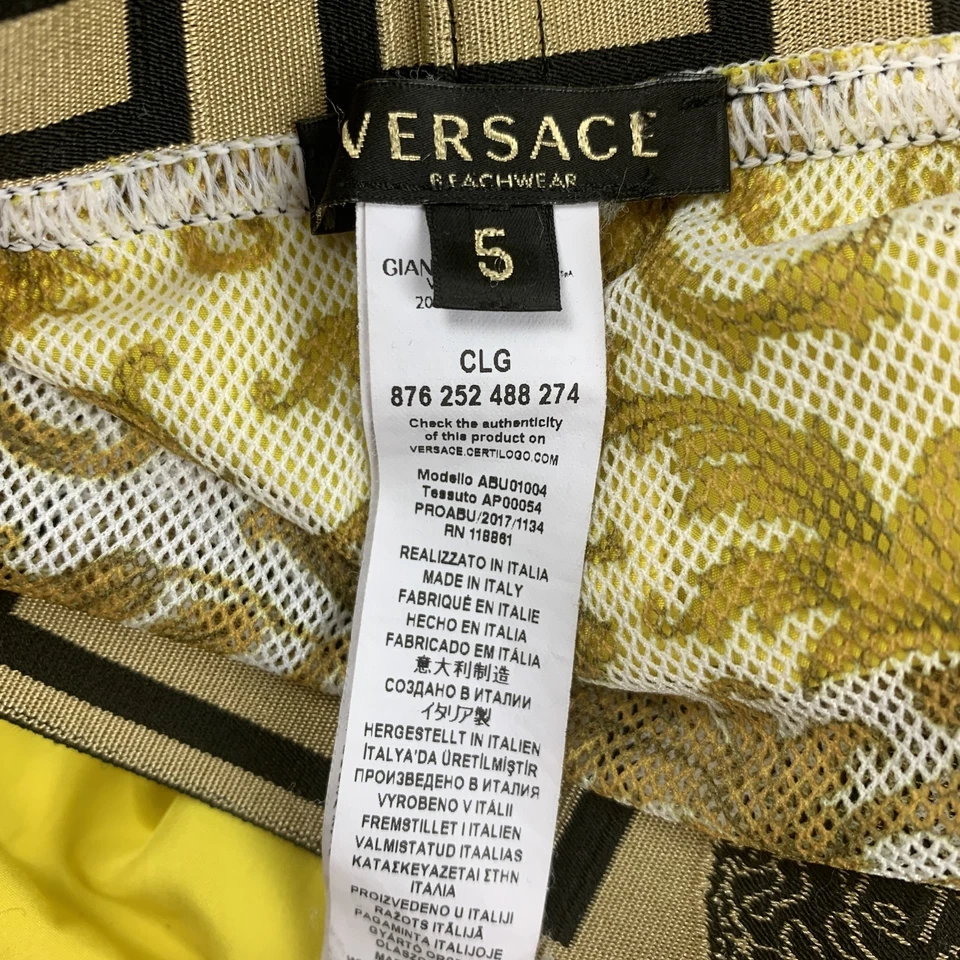 VERSACE
BEACHWEAR
5
GIAN
20
CLG
876 252 488 274
Check the authenticity
of this product on
VERSACE.CERTILOGO.COM
Modello ABU01004
Tessuto AP00054
PROABU/2017/1134
RN 118861
REALIZZATO IN ITALIA
MADE IN ITALY
FABRIQUÉ EN ITALIE
HECHO EN ITALIA
FABRICADO EM ITÁLIA
意大利制造
СОЗДАНО В ИТАЛИИ
イタリア製
HERGESTELLT IN ITALIEN
İTALYA'DA ÜRETİLMİŞTİR
ПРОИЗВЕДЕНО В ИТАЛИЯ
VYROBENO V ITÁLII
FREMSTILLET I ITALIEN
VALMISTATUD ITAALIAS
ΚΑΤΑΣΚΕΥΑΖΕΤΑΙ ΣΤΗΝ
ΙΤΑΛΙΑ
PROIZVEDENO U ITALIJI
RAŽOTS ITĀLIJĀ
PAGAMINTA ITALIJOJE